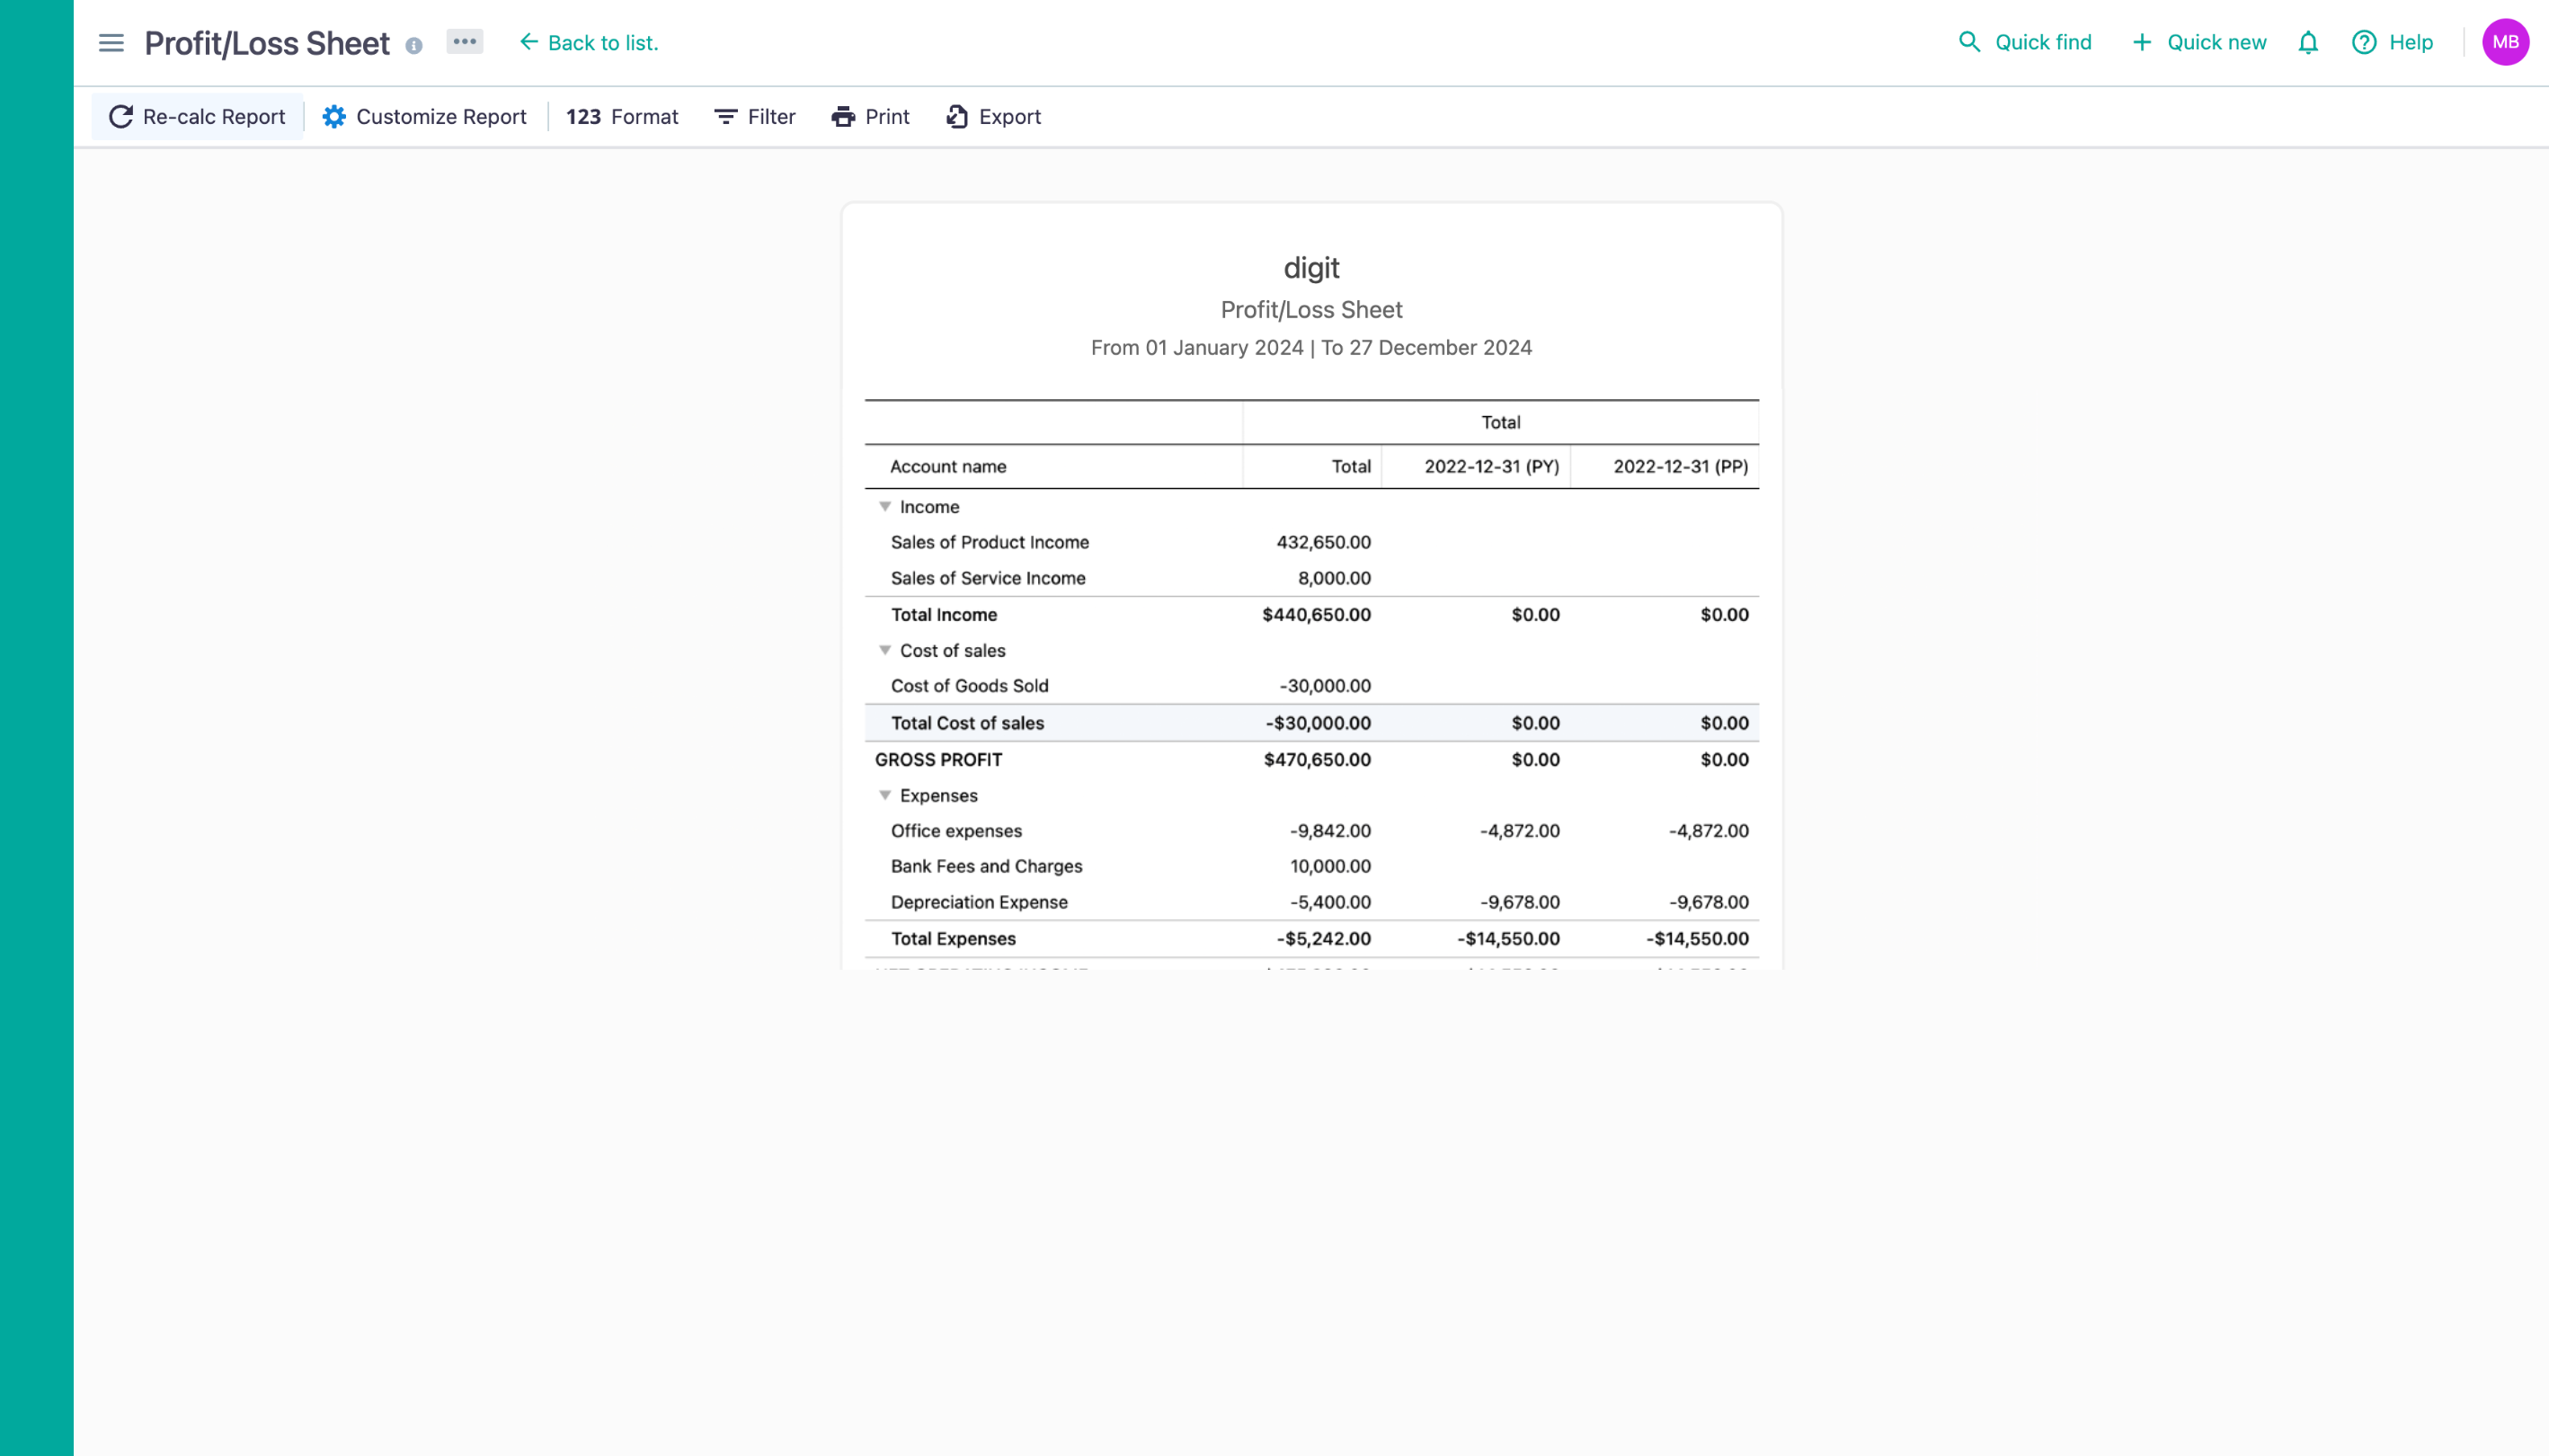 Profit/Loss Sheet ••• Back to list. Quick find Quick new Help MB
Re-calc Report Customize Report 123 Format Filter Print Export
digit
Profit/Loss Sheet
From 01 January 2024 | To 27 December 2024
Total
Account name Total 2022-12-31 (PY) 2022-12-31 (PP)
Income
Sales of Product Income 432,650.00
Sales of Service Income 8,000.00
Total Income $440,650.00 $0.00 $0.00
Cost of sales
Cost of Goods Sold -30,000.00
Total Cost of sales -$30,000.00 $0.00 $0.00
GROSS PROFIT $470,650.00 $0.00 $0.00
Expenses
Office expenses -9,842.00 -4,872.00 -4,872.00
Bank Fees and Charges 10,000.00
Depreciation Expense -5,400.00 -9,678.00 -9,678.00
Total Expenses -$5,242.00 -$14,550.00 -$14,550.00